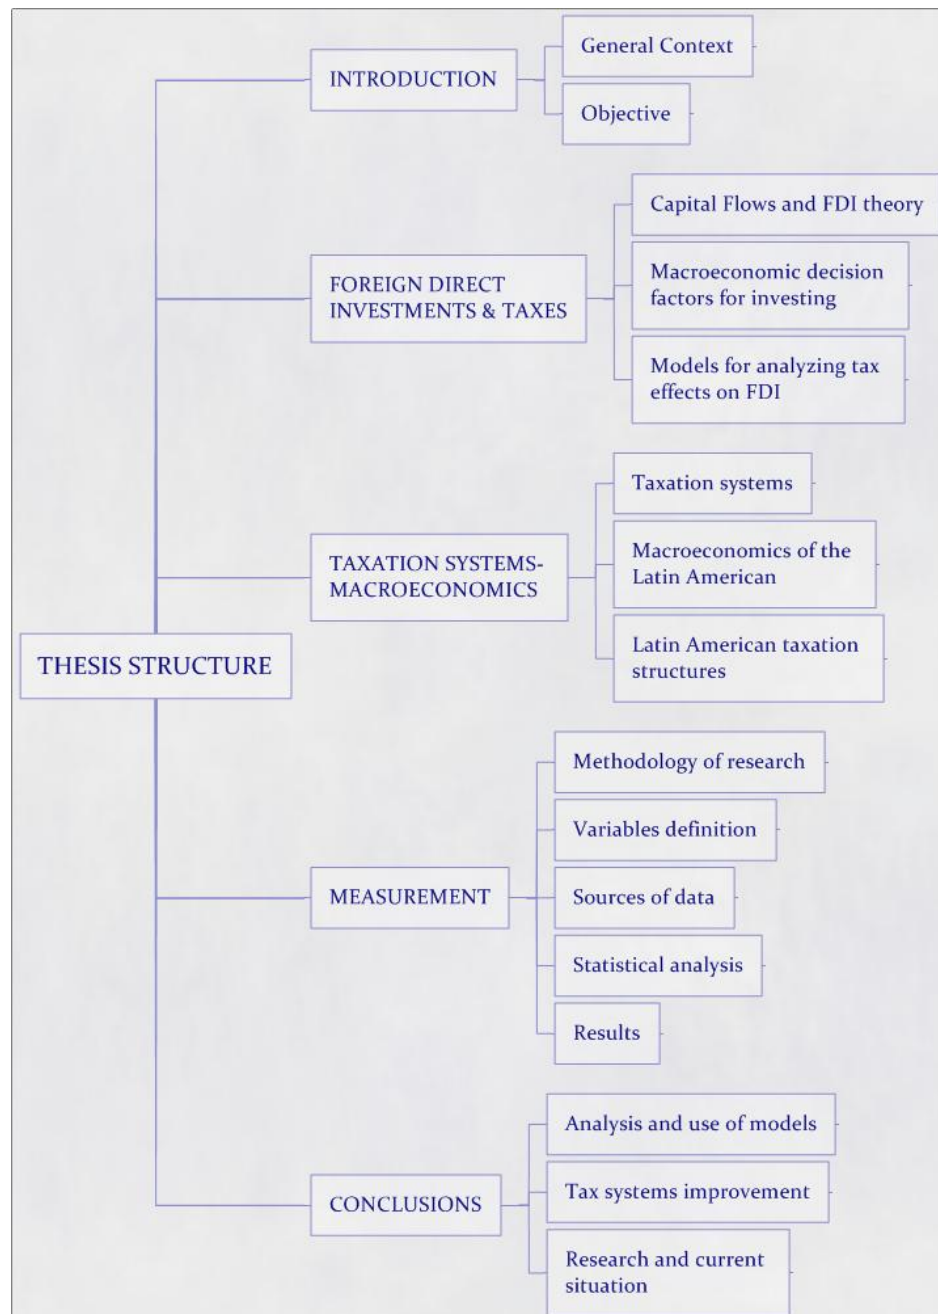 THESIS STRUCTURE
INTRODUCTION
General Context
Objective
FOREIGN DIRECT
INVESTMENTS & TAXES
Capital Flows and FDI theory
Macroeconomic decision
factors for investing
Models for analyzing tax
effects on FDI
TAXATION SYSTEMS-
MACROECONOMICS
Taxation systems
Macroeconomics of the
Latin American
Latin American taxation
structures
MEASUREMENT
Methodology of research
Variables definition
Sources of data
Statistical analysis
Results
CONCLUSIONS
Analysis and use of models
Tax systems improvement
Research and current
situation